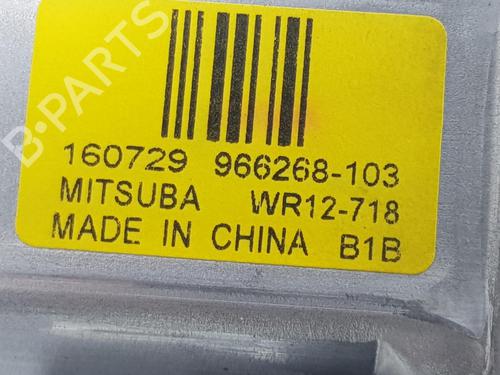 160729 966268-103
MITSUBA WR12-718
MADE IN CHINA B1B
B-PARTS